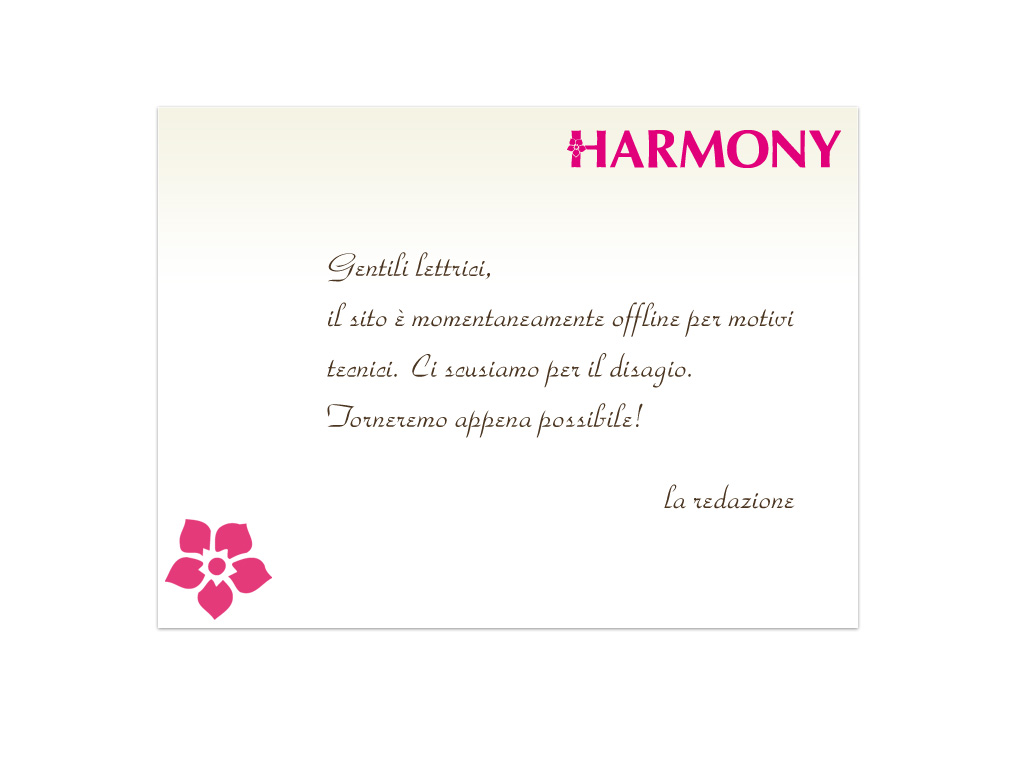 HARMONY
Gentili lettrici,
il sito è momentaneamente offline per motivi
tecnici. Ci scusiamo per il disagio.
Torneremo appena possibile!
la redazione